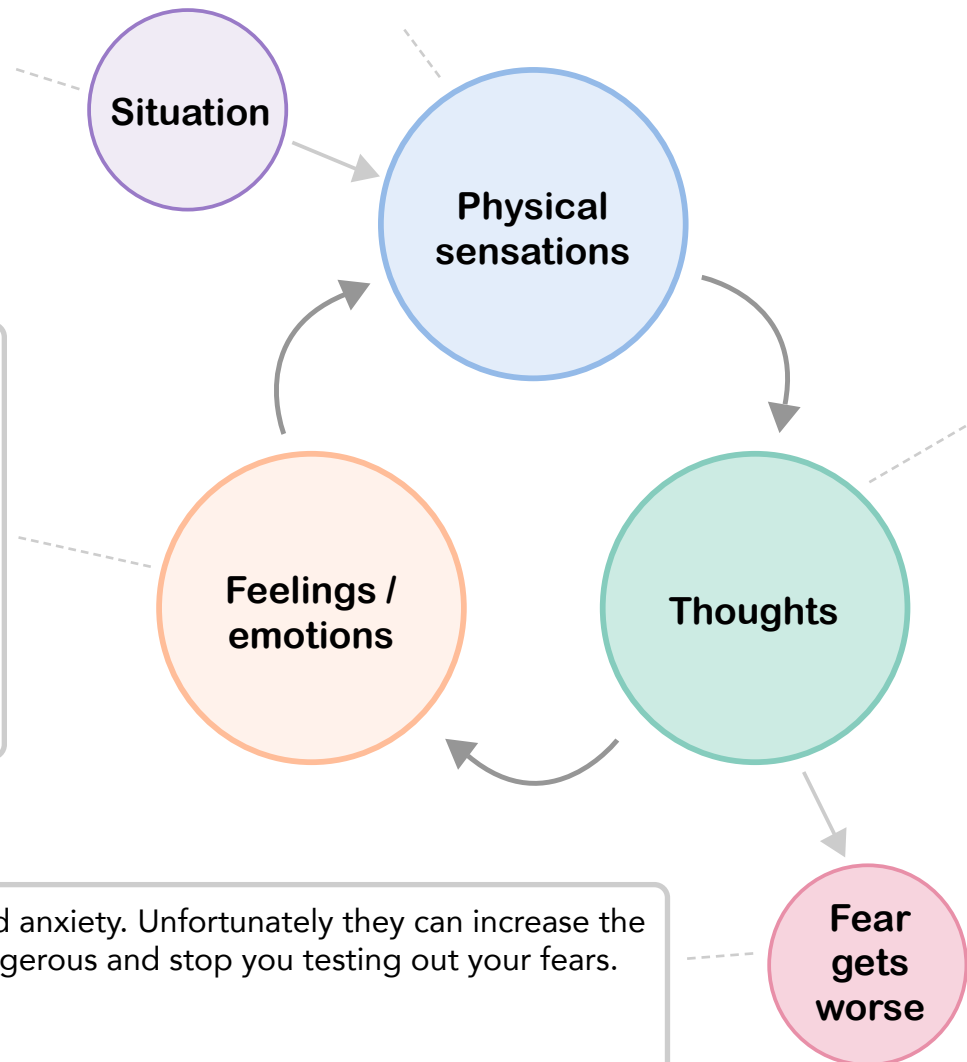 Situation
Physical
sensations
Feelings /
emotions
Thoughts
d anxiety. Unfortunately they can increase the
gerous and stop you testing out your fears.
Fear
gets
worse